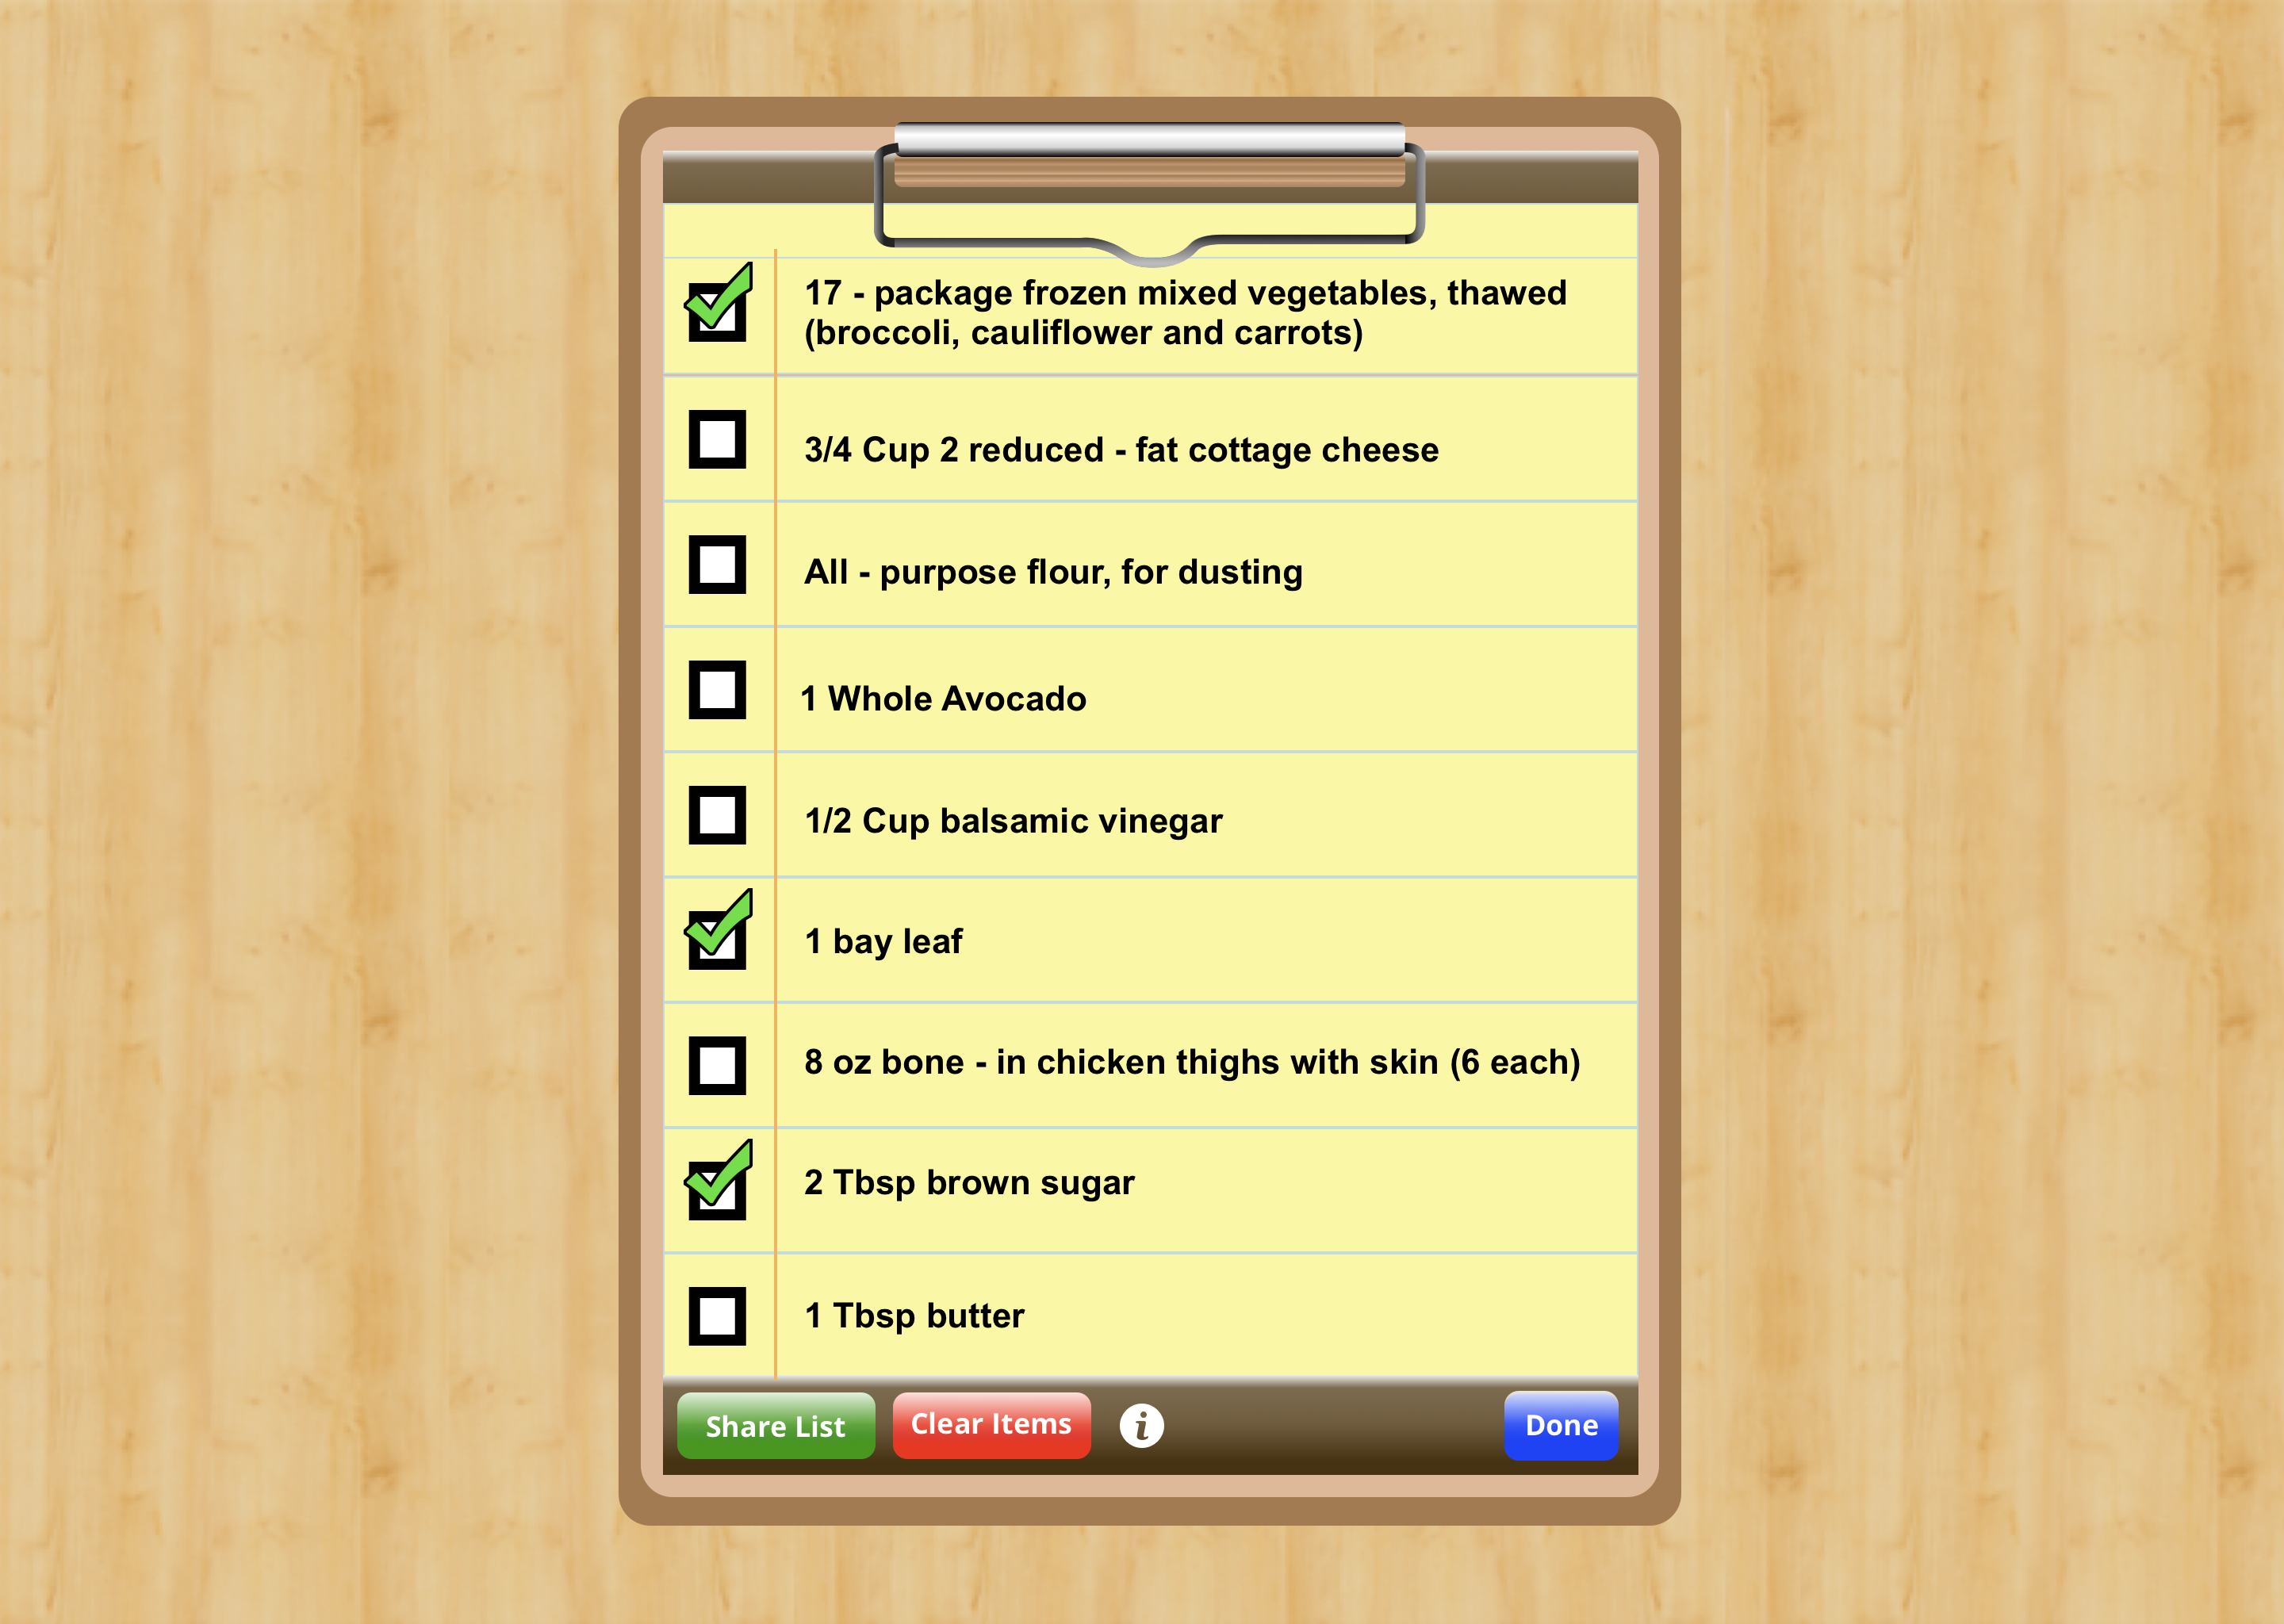 17 - package frozen mixed vegetables, thawed
(broccoli, cauliflower and carrots)
3/4 Cup 2 reduced - fat cottage cheese
All - purpose flour, for dusting
1 Whole Avocado
1/2 Cup balsamic vinegar
1 bay leaf
8 oz bone - in chicken thighs with skin (6 each)
2 Tbsp brown sugar
1 Tbsp butter
Share List Clear Items i Done